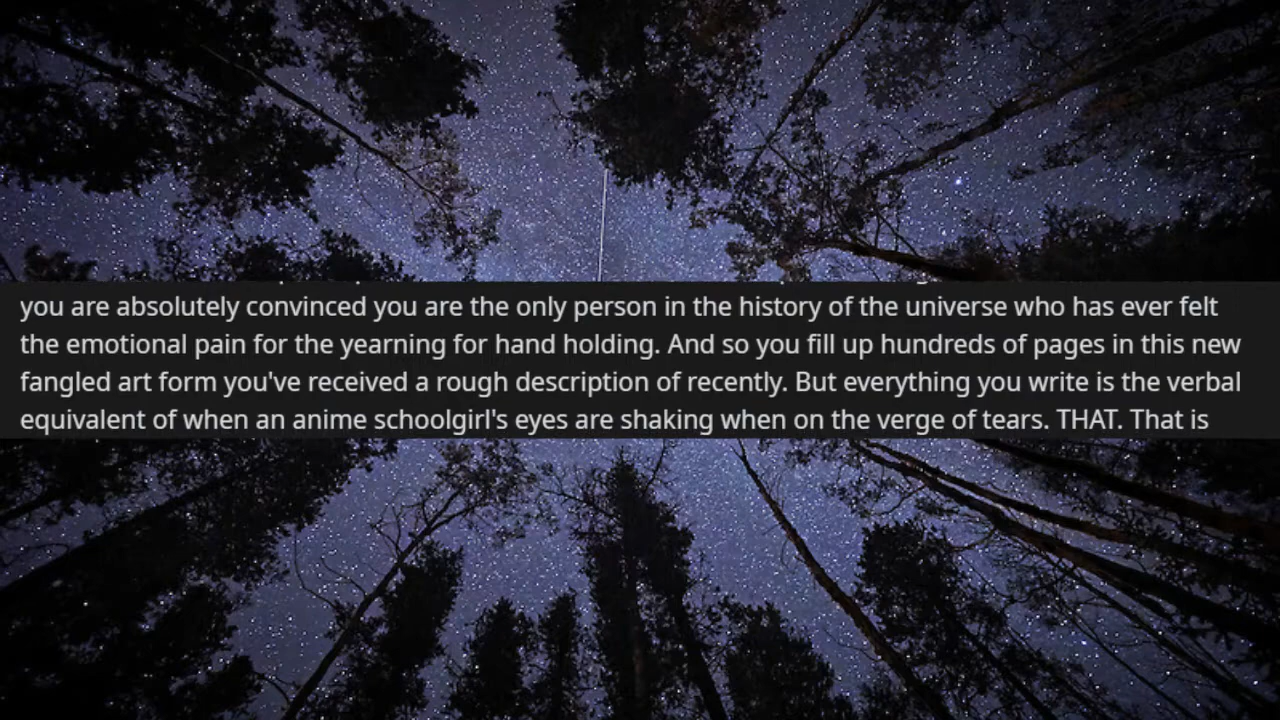 you are absolutely convinced you are the only person in the history of the universe who has ever felt
the emotional pain for the yearning for hand holding. And so you fill up hundreds of pages in this new
fangled art form you've received a rough description of recently. But everything you write is the verbal
equivalent of when an anime schoolgirl's eyes are shaking when on the verge of tears. THAT. That is